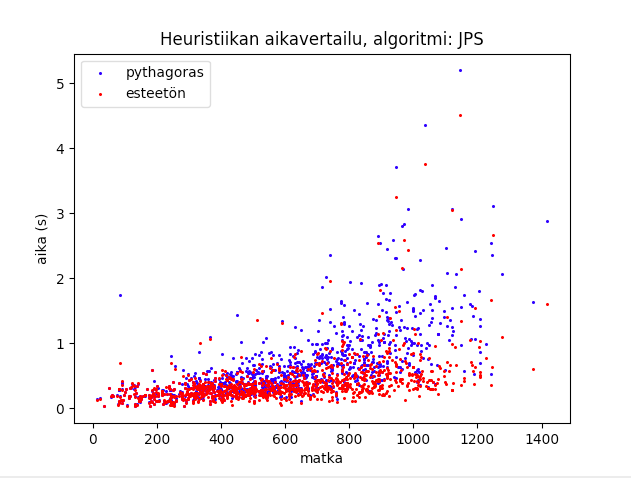 Heuristiikan aikavertailu, algoritmi: JPS
pythagoras
esteetön
5
4
3
2
1
0
aika (s)
0 200 400 600 800 1000 1200 1400
matka